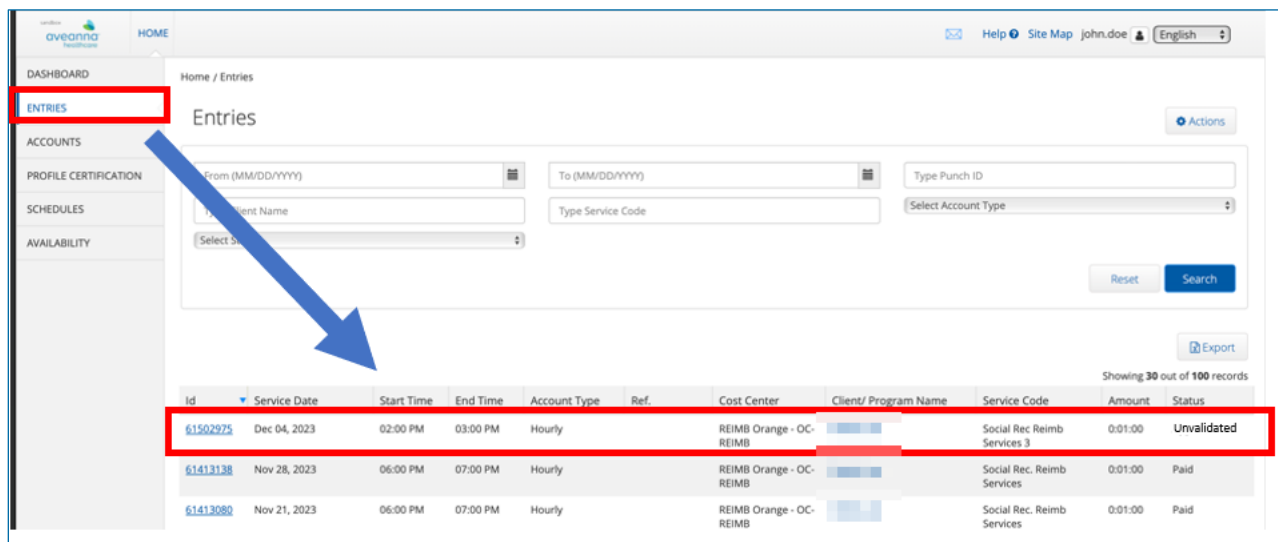 sandbox
aveanna
healthcare
HOME
Help
Site Map
john.doe
English
DASHBOARD
ENTRIES
ACCOUNTS
PROFILE CERTIFICATION
SCHEDULES
AVAILABILITY
Home / Entries
Entries
Actions
From (MM/DD/YYYY)
To (MM/DD/YYYY)
Type Punch ID
Client Name
Type Service Code
Select Account Type
Select
Reset
Search
Export
Showing 30 out of 100 records
Id Service Date Start Time End Time Account Type Ref. Cost Center Client/ Program Name Service Code Amount Status
61502975 Dec 04, 2023 02:00 PM 03:00 PM Hourly REIMB Orange - OC- Social Rec Reimb 0:01:00 Unvalidated
REIMB Services 3
61413138 Nov 28, 2023 06:00 PM 07:00 PM Hourly REIMB Orange - OC- Social Rec. Reimb 0:01:00 Paid
REIMB Services
61413080 Nov 21, 2023 06:00 PM 07:00 PM Hourly REIMB Orange - OC- Social Rec. Reimb 0:01:00 Paid
REIMB Services